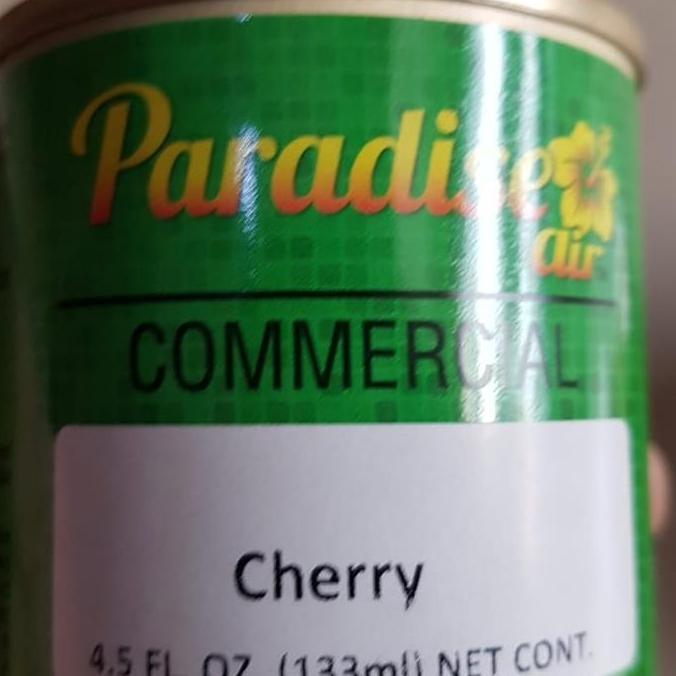 Paradise
air
COMMERCIAL
Cherry
4.5 FL. OZ. (133ml) NET CONT.